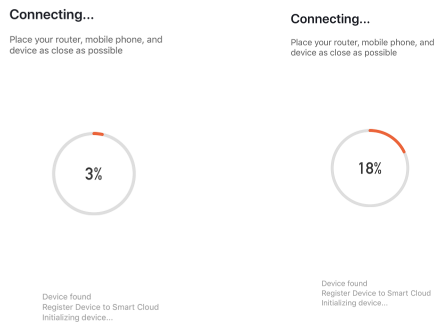 Connecting...
Place your router, mobile phone, and
device as close as possible
3%
Device found
Register Device to Smart Cloud
Initializing device...
Connecting...
Place your router, mobile phone, and
device as close as possible
18%
Device found
Register Device to Smart Cloud
Initializing device...